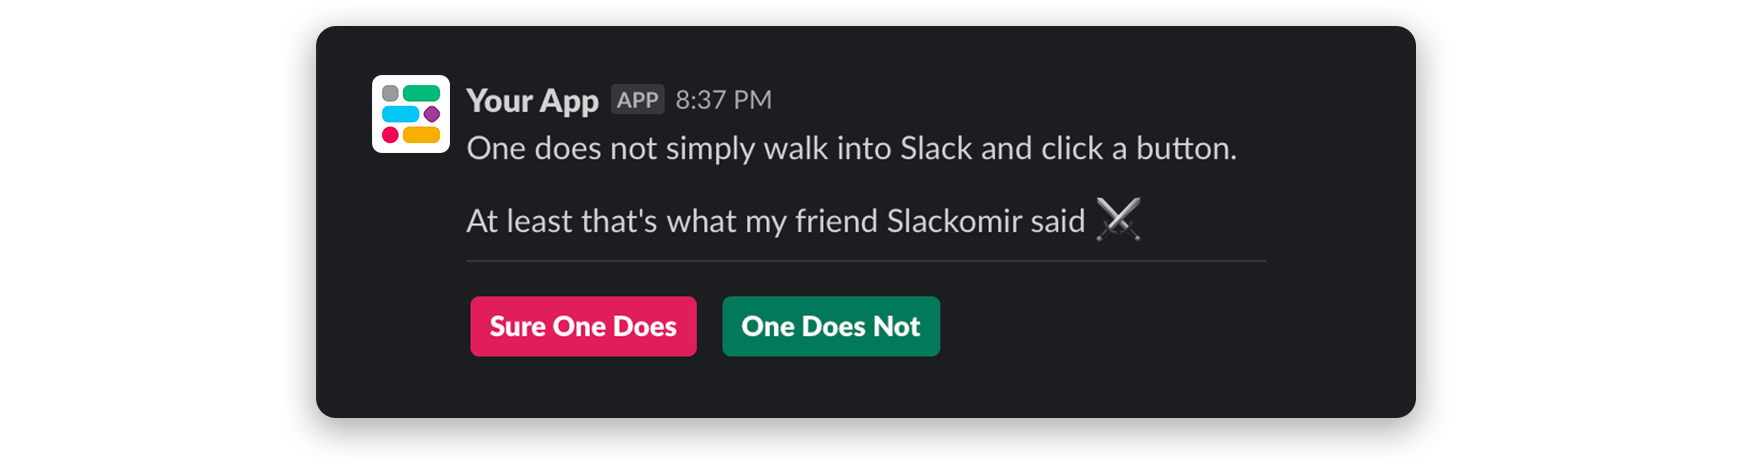 Your App APP 8:37 PM
One does not simply walk into Slack and click a button.
At least that's what my friend Slackomir said ⚔
Sure One Does
One Does Not